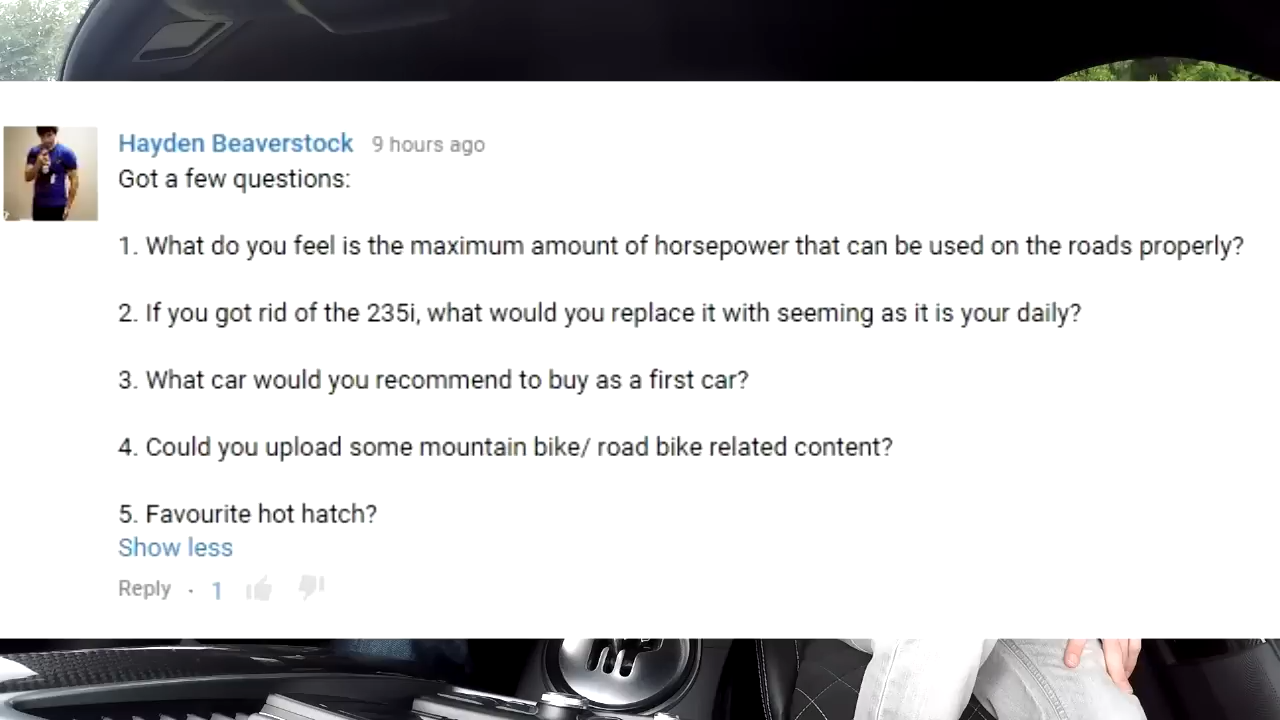 Hayden Beaverstock 9 hours ago
Got a few questions:
1. What do you feel is the maximum amount of horsepower that can be used on the roads properly?
2. If you got rid of the 235i, what would you replace it with seeming as it is your daily?
3. What car would you recommend to buy as a first car?
4. Could you upload some mountain bike/ road bike related content?
5. Favourite hot hatch?
Show less
Reply · 1